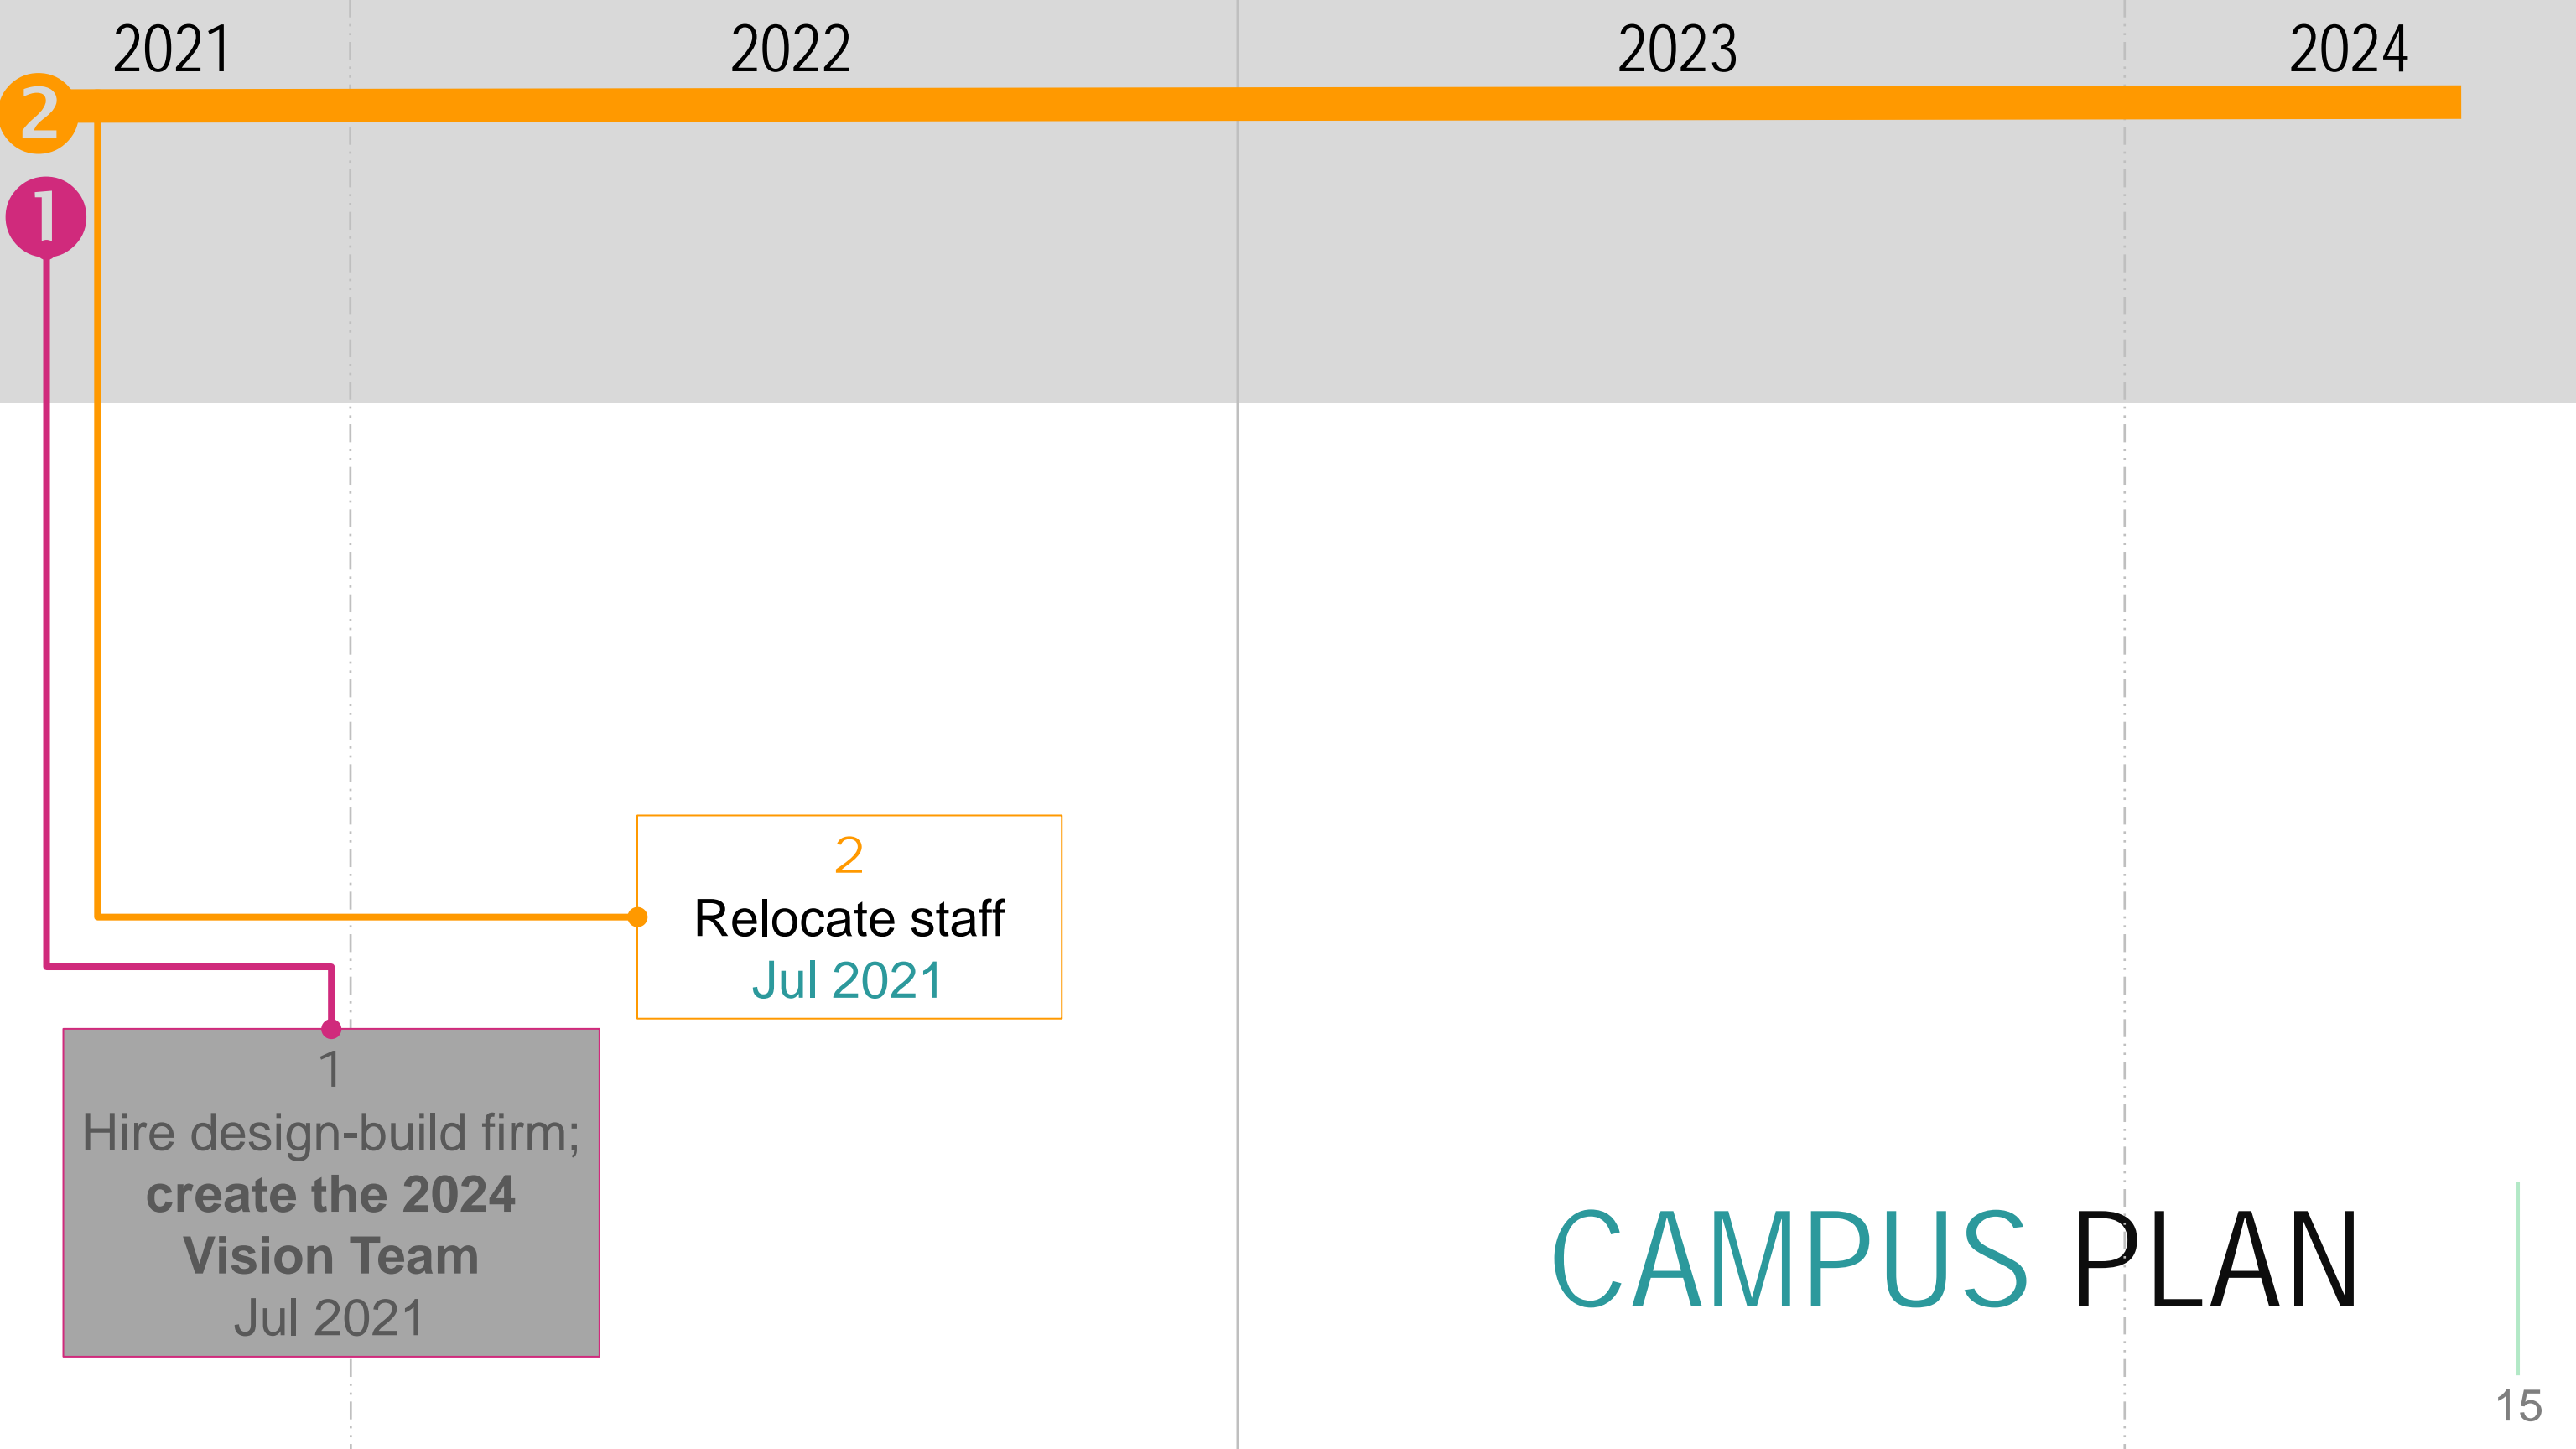 2021 2022 2023 2024
2
1
2
Relocate staff
Jul 2021
1
Hire design-build firm;
create the 2024
Vision Team
Jul 2021
CAMPUS PLAN
15